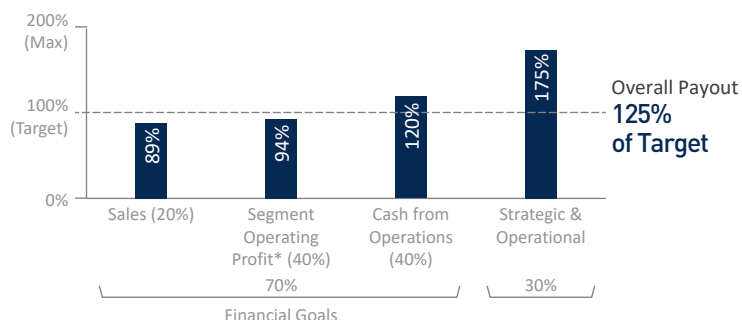 200%
(Max)
100%
(Target)
0%
89%
94%
120%
175%
Overall Payout
125%
of Target
Sales (20%)
Segment
Operating
Profit* (40%)
Cash from
Operations
(40%)
Strategic &
Operational
70%
30%
Financial Goals